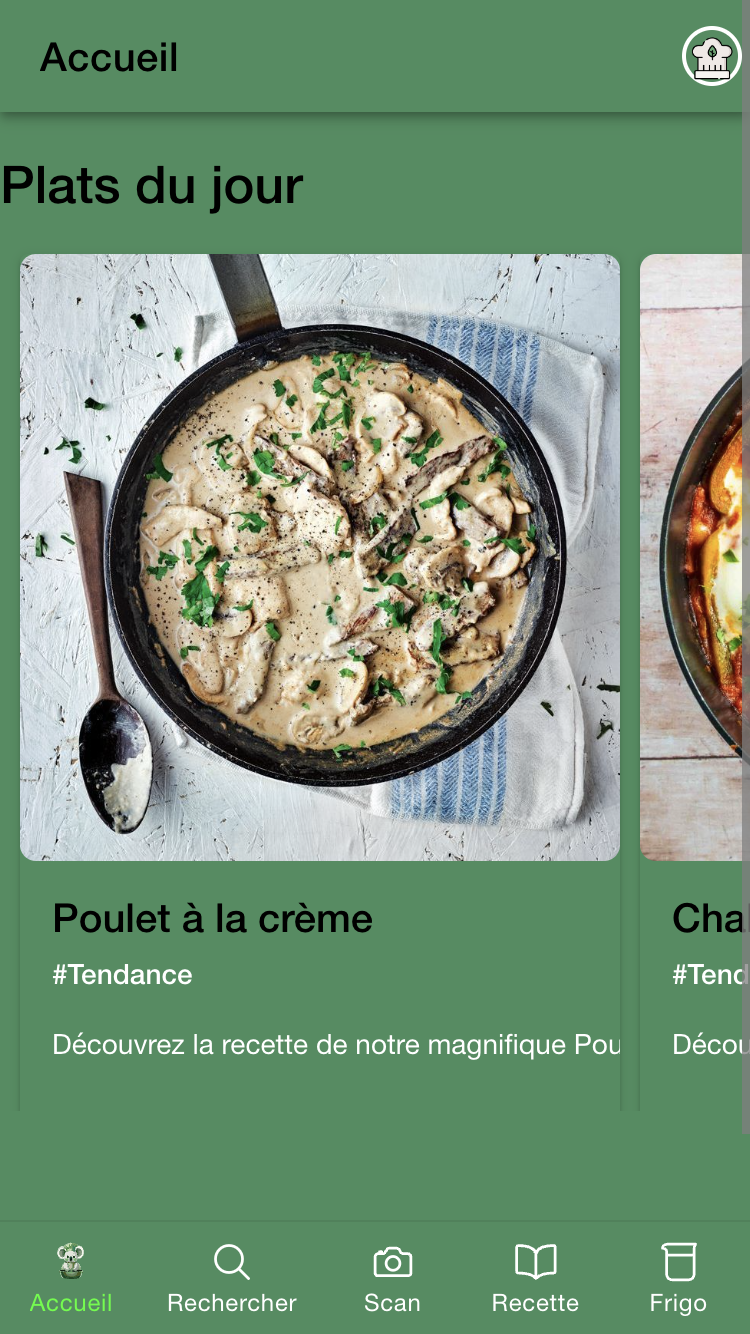 Accueil
Plats du jour
Poulet à la crème
#Tendance
Découvrez la recette de notre magnifique Pou
Cha
#Tend
Décou
Accueil
Rechercher
Scan
Recette
Frigo